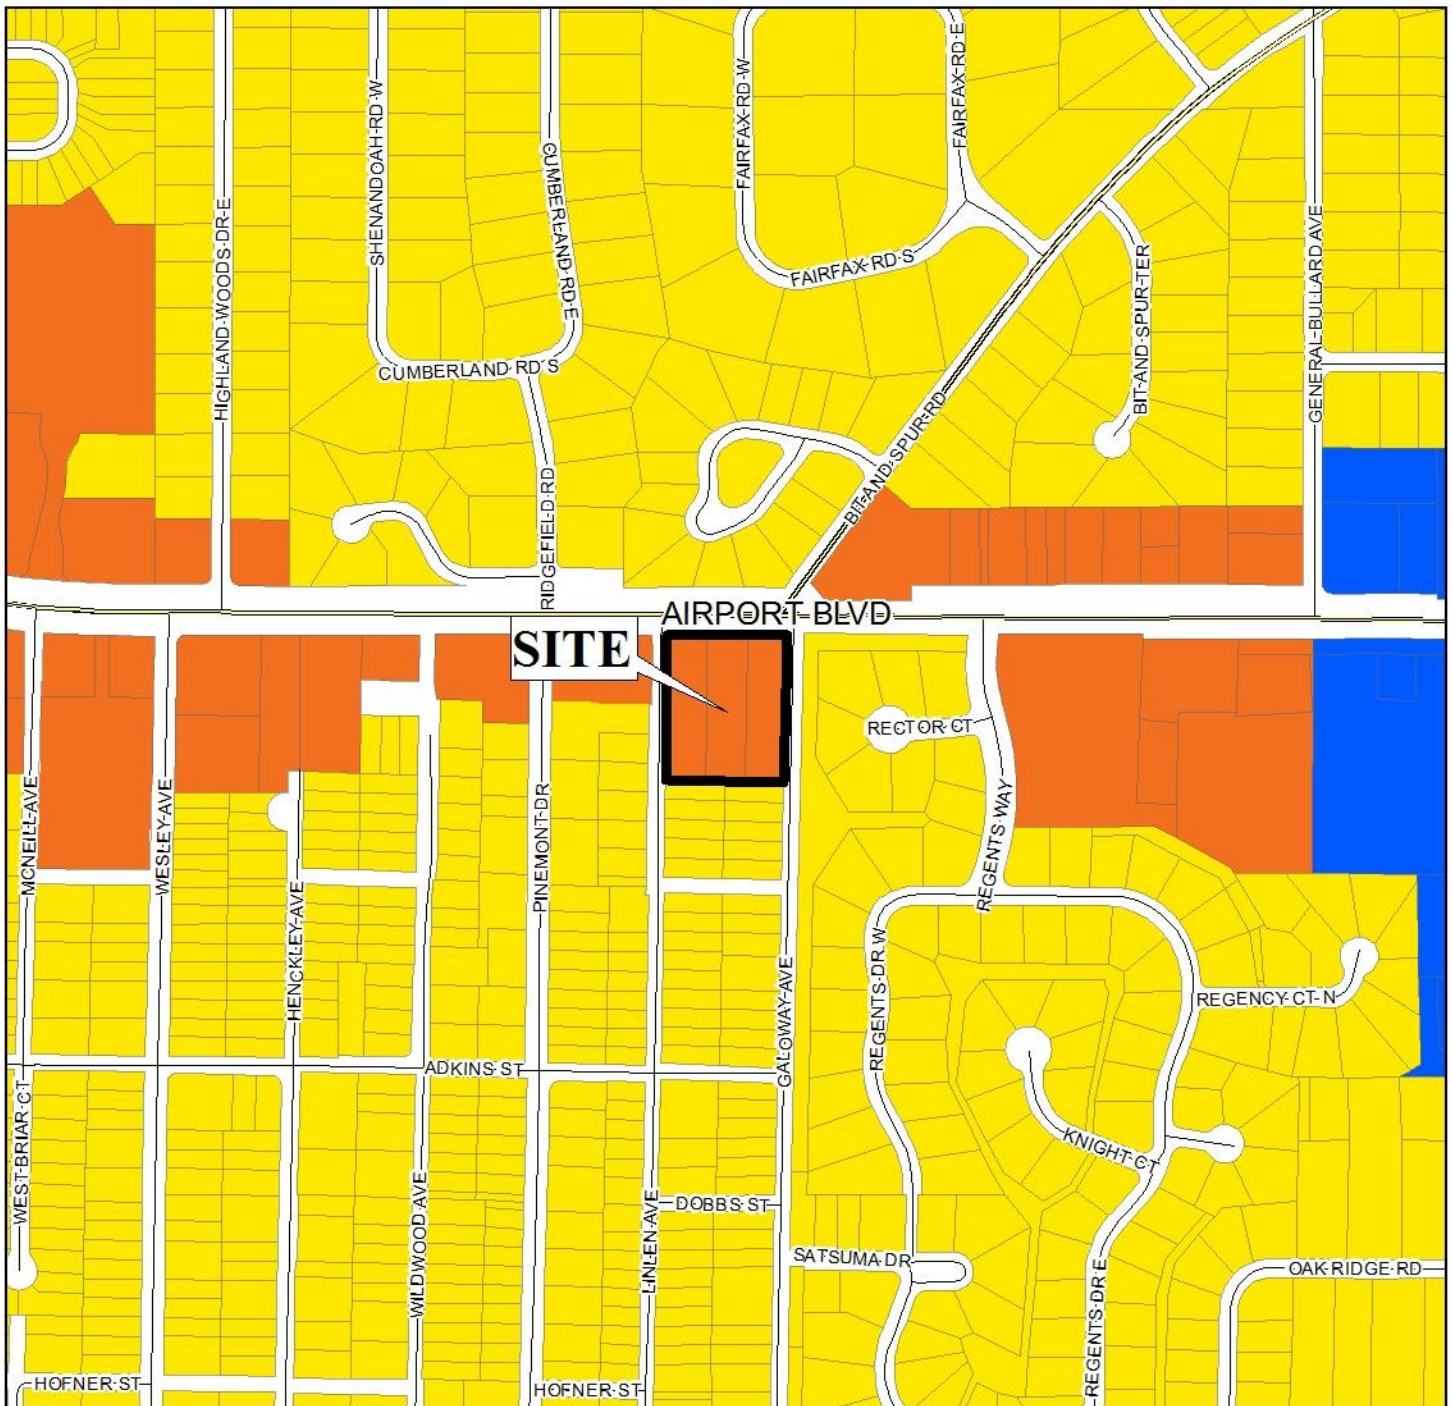 FAIRFAX-RD-E
FAIRFAX-RD-W
SHENANDOAH-RD-W
CUMBERLAND-RD-E
HIGHLAND-WOODS-DR-E
GENERAL-BULLARD-AVE
FAIRFAX-RD-S
BIT-AND-SPUR-TER
CUMBERLAND-RD-S
BIT-AND-SPUR-RD
RIDGEFIELD-RD
AIRPORT BLVD
SITE
RECTOR-CT
MCNEILL-AVE
WESLEY-AVE
PINEMONT-DR
REGENTS-WAY
HENCKLEY-AVE
REGENTS-DR-W
GALOWAY-AVE
REGENCY-CT-N
ADKINS-ST
WEST-BRIAR-CT
KNIGHT-CT
WILDWOOD AVE
LINLEN-AVE
DOBBS-ST
SATSUMA-DR
OAK-RIDGE-RD
REGENTS-DR E
HOFNER-ST
HOFNER-ST